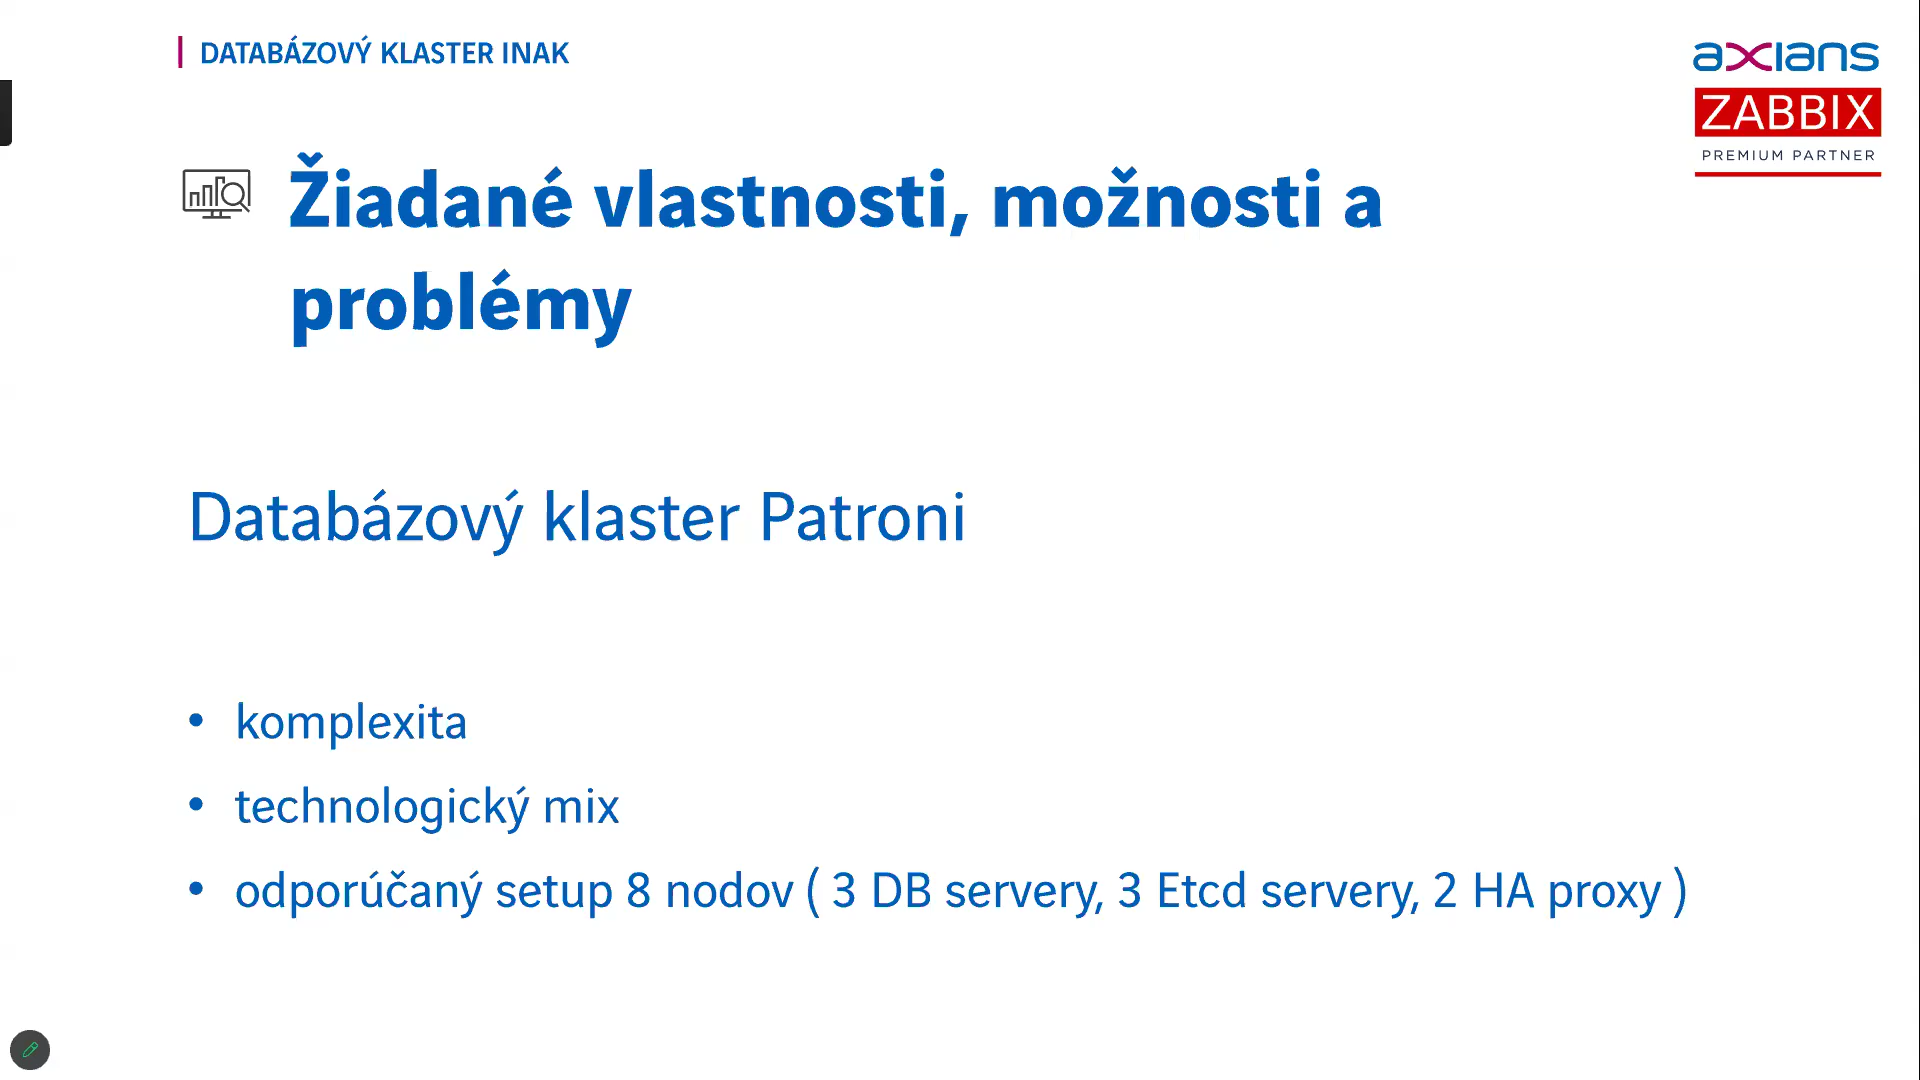 DATABÁZOVÝ KLASTER INAK
axians
ZABBIX
PREMIUM PARTNER
Žiadané vlastnosti, možnosti a
problémy
Databázový klaster Patroni
• komplexita
• technologický mix
• odporúčaný setup 8 nodov ( 3 DB servery, 3 Etcd servery, 2 HA proxy )